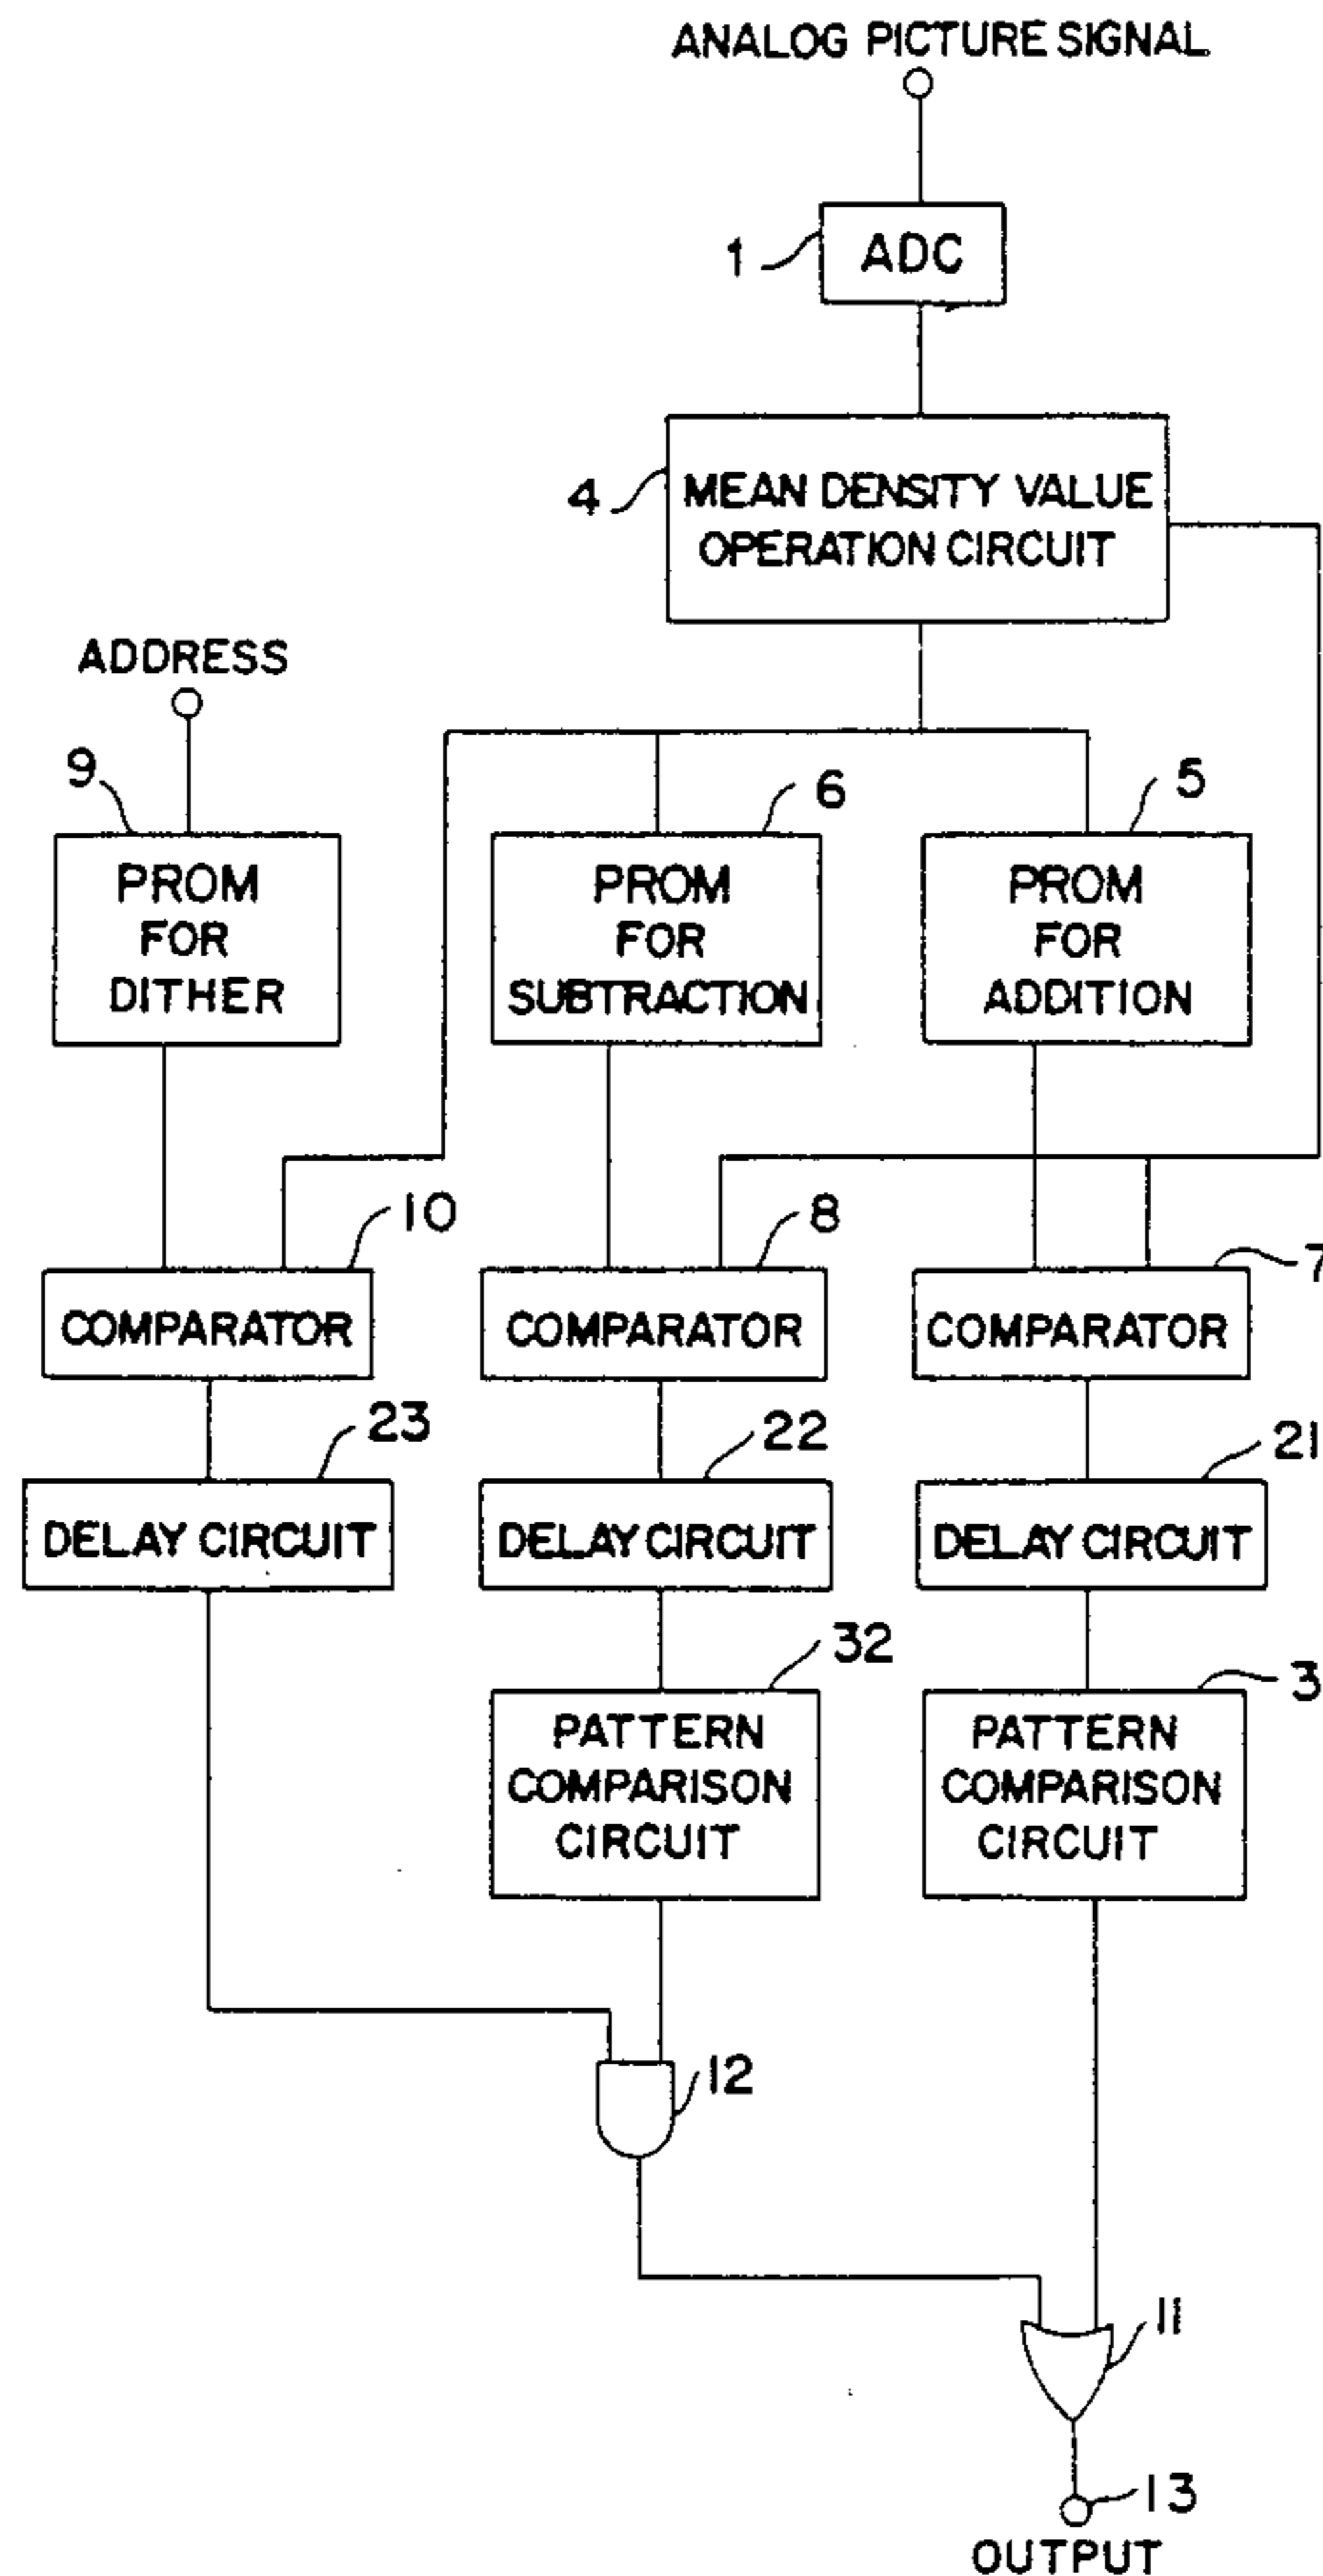 ANALOG PICTURE SIGNAL
1
ADC
4
MEAN DENSITY VALUE
OPERATION CIRCUIT
ADDRESS
9
6
5
PROM
FOR
DITHER
PROM
FOR
SUBTRACTION
PROM
FOR
ADDITION
10
8
7
COMPARATOR
COMPARATOR
COMPARATOR
23
22
21
DELAY CIRCUIT
DELAY CIRCUIT
DELAY CIRCUIT
32
3
PATTERN
COMPARISON
CIRCUIT
PATTERN
COMPARISON
CIRCUIT
12
11
13
OUTPUT